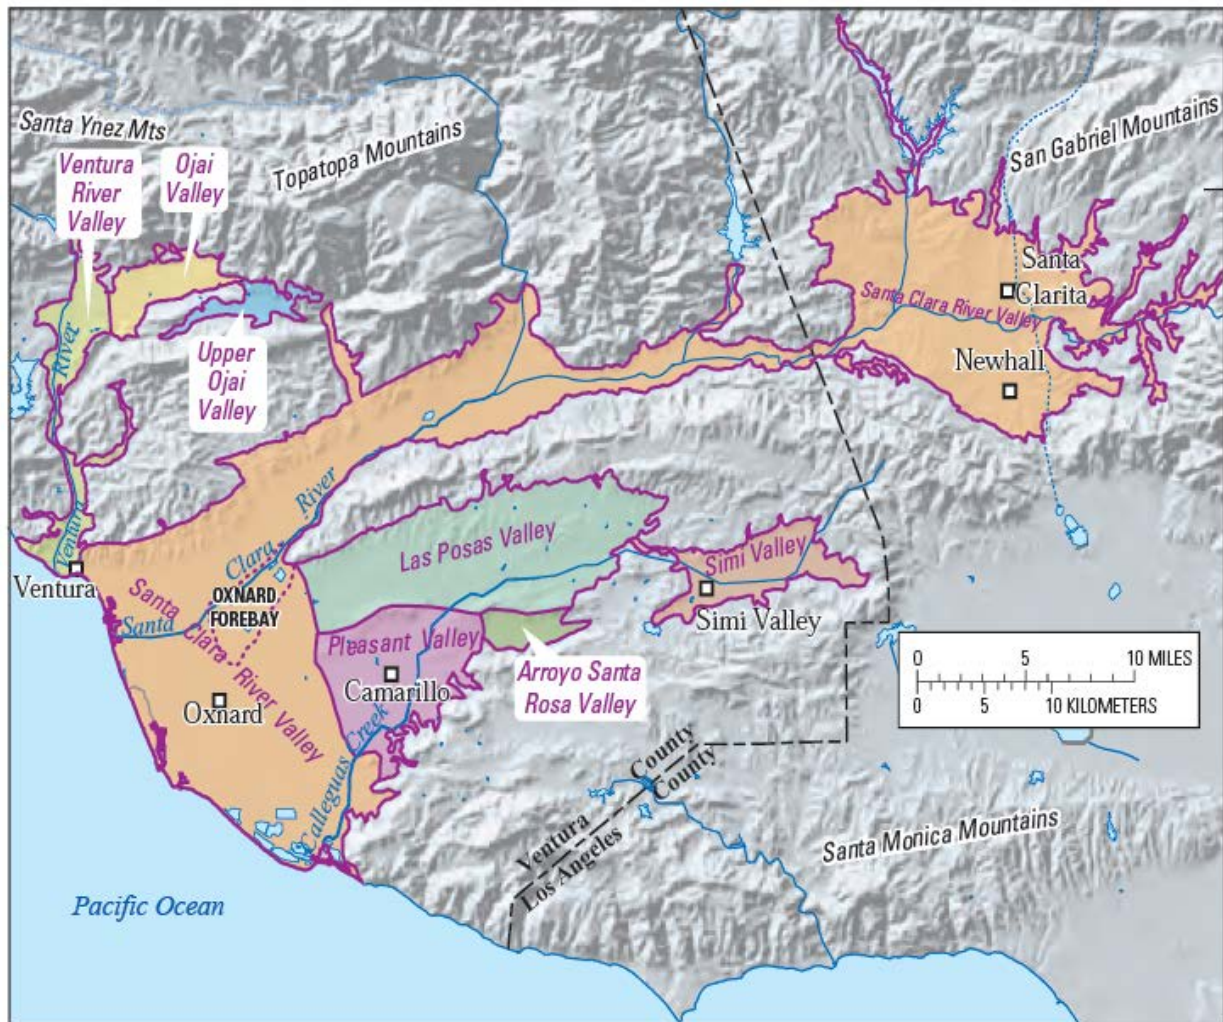 Santa Ynez Mts
Topatopa Mountains
San Gabriel Mountains
Ventura
River
Valley
Ojai
Valley
Upper
Ojai
Valley
River
Ventura
Ventura
Santa
Clarita
Santa Clara River Valley
Newhall
Santa Clara River
OXNARD
FOREBAY
Santa Clara River Valley
Oxnard
Las Posas Valley
Simi Valley
Simi Valley
Pleasant Valley
Camarillo
Arroyo Santa
Rosa Valley
Calleguas Creek
0 5 10 MILES
0 5 10 KILOMETERS
Ventura County
Los Angeles County
Santa Monica Mountains
Pacific Ocean